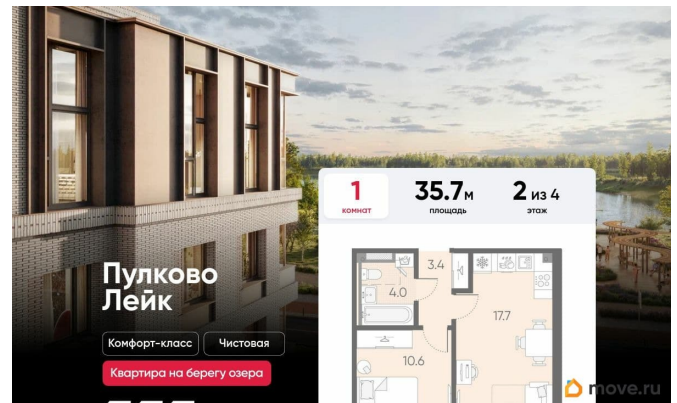 1
комнат
35.7м
площадь
2 из 4
этаж
Пулково
Лейк
Комфорт-класс
Чистовая
Квартира на берегу озера
3.4
4.0
17.7
10.6
move.ru